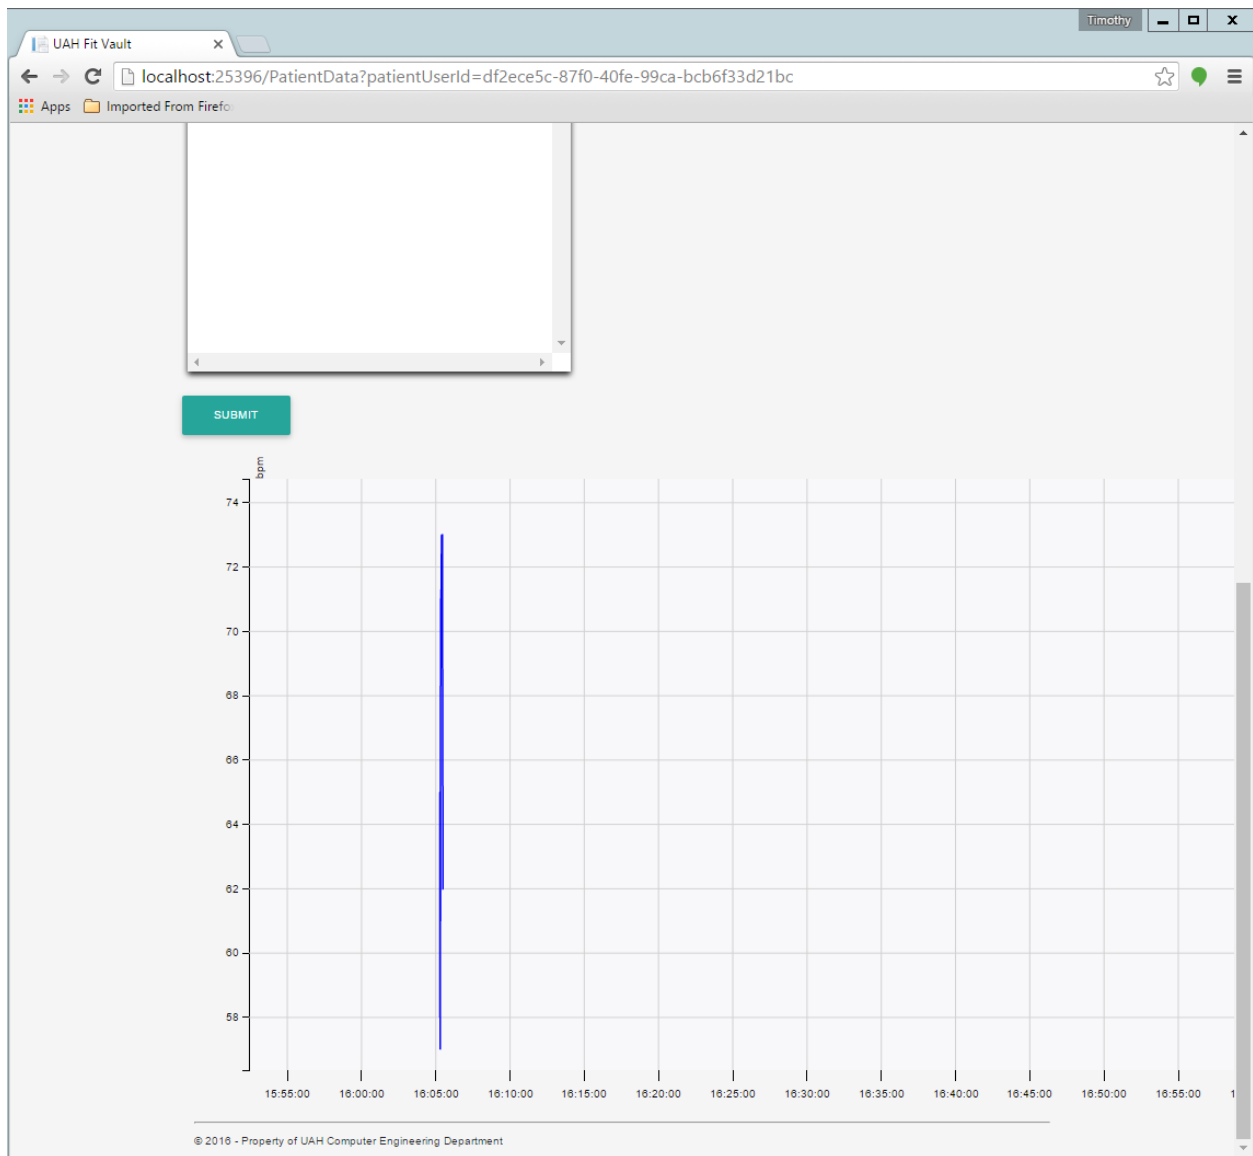 Timothy
UAH Fit Vault
localhost:25396/PatientData?patientUserId=df2ece5c-87f0-40fe-99ca-bcb6f33d21bc
Apps Imported From Firefo
SUBMIT
bpm
74
72
70
68
66
64
62
60
58
15:55:00 16:00:00 16:05:00 16:10:00 16:15:00 16:20:00 16:25:00 16:30:00 16:35:00 16:40:00 16:45:00 16:50:00 16:55:00 1
© 2016 - Property of UAH Computer Engineering Department